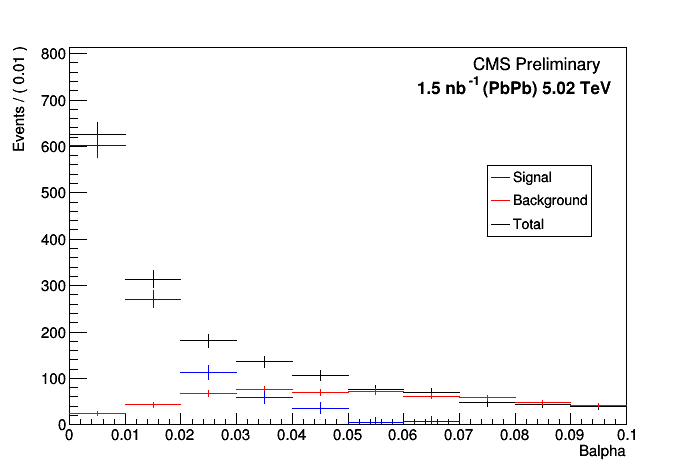 CMS Preliminary
1.5 nb-1 (PbPb) 5.02 TeV
Events / ( 0.01 )
800
700
600
500
400
300
200
100
0
Signal
Background
Total
0 0.01 0.02 0.03 0.04 0.05 0.06 0.07 0.08 0.09 0.1
Balpha